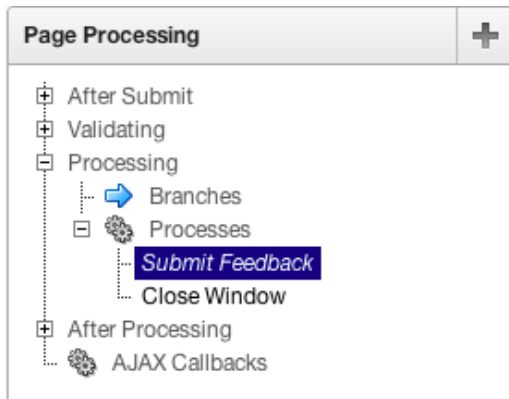 Page Processing
After Submit
Validating
Processing
Branches
Processes
Submit Feedback
Close Window
After Processing
AJAX Callbacks